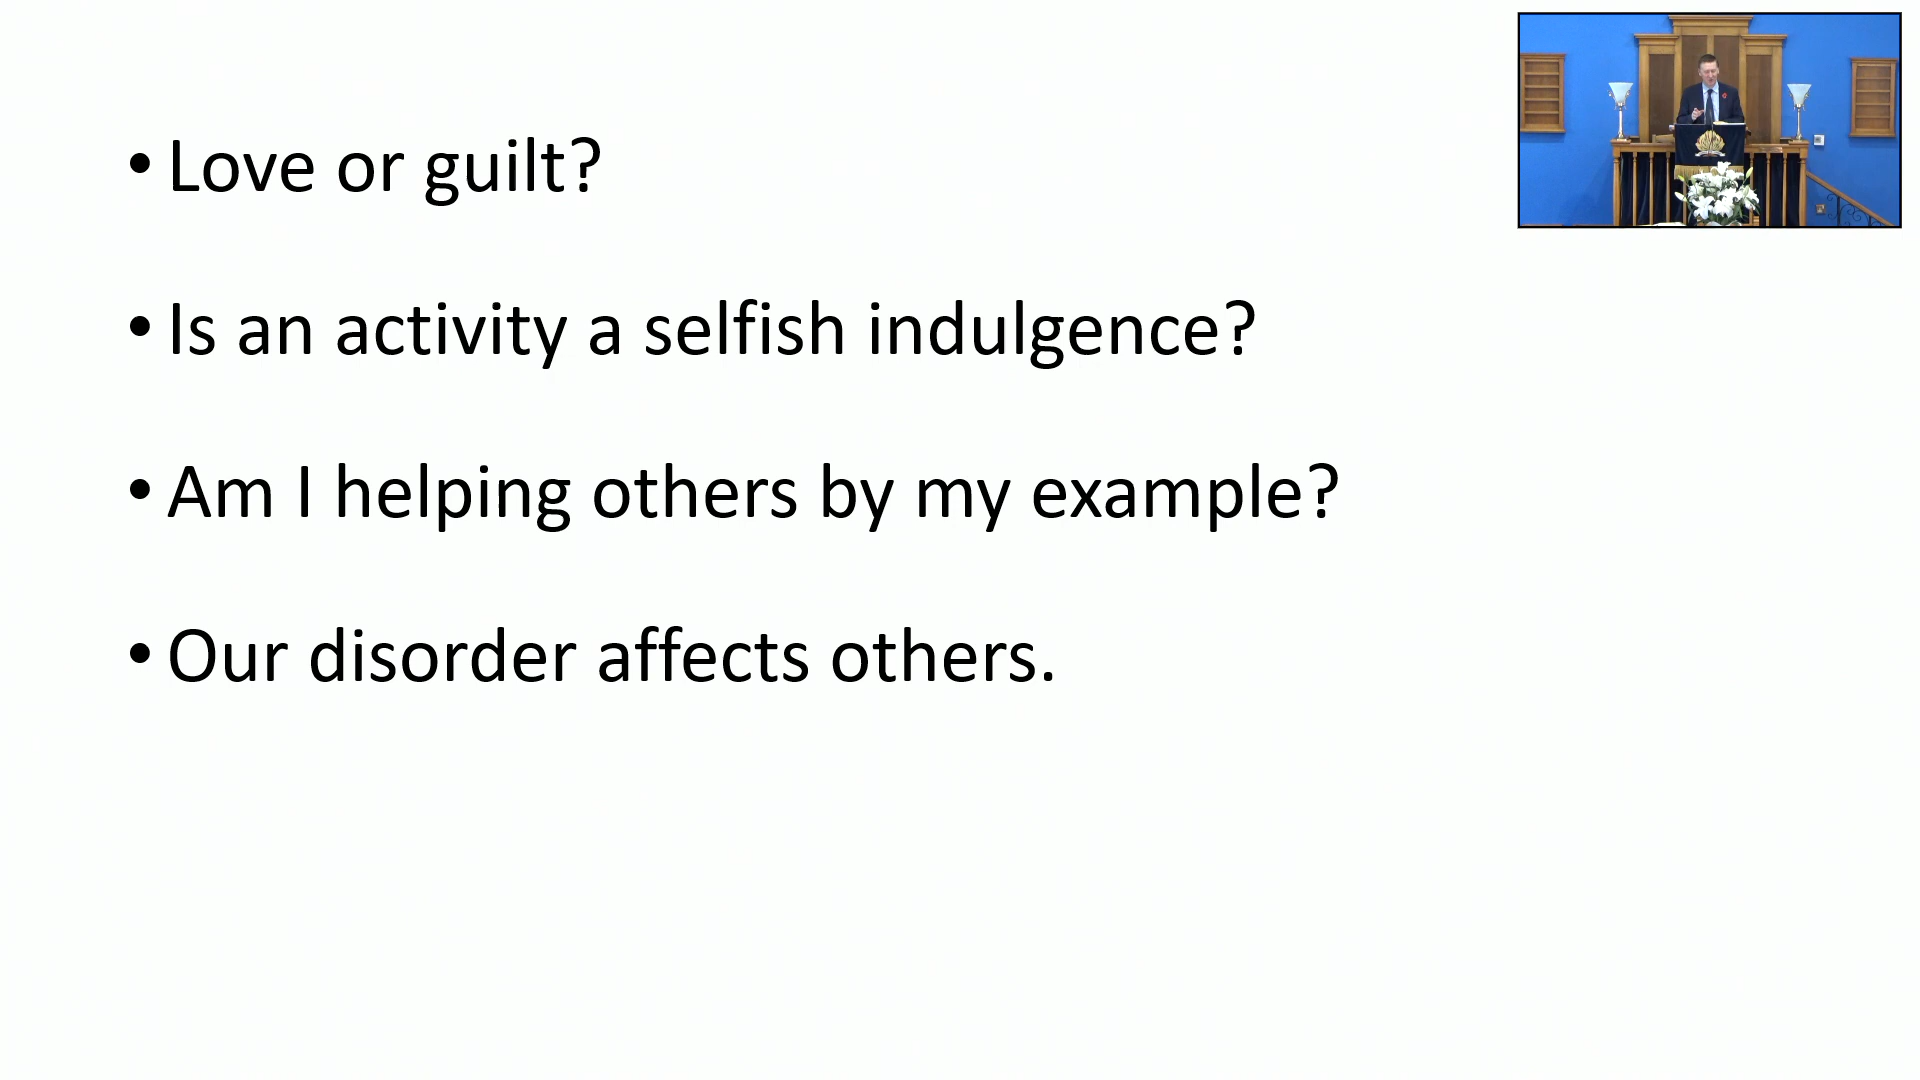 • Love or guilt?
• Is an activity a selfish indulgence?
• Am I helping others by my example?
• Our disorder affects others.